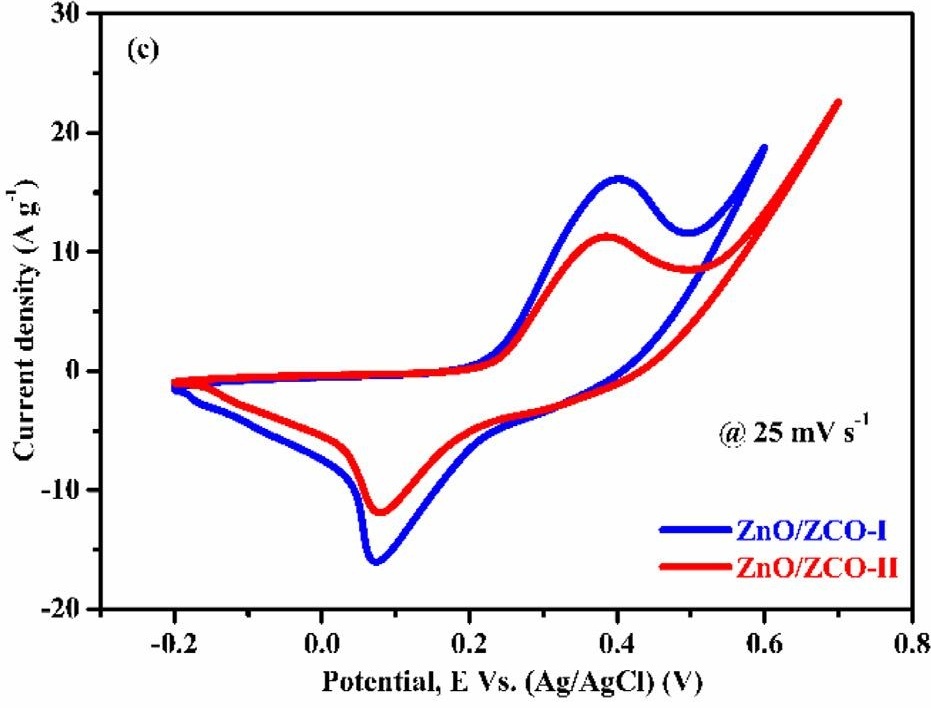 (c)
30
20
10
0
-10
-20
Current density (A g-1)
@ 25 mV s-1
ZnO/ZCO-I
ZnO/ZCO-II
-0.2 0.0 0.2 0.4 0.6 0.8
Potential, E Vs. (Ag/AgCl) (V)